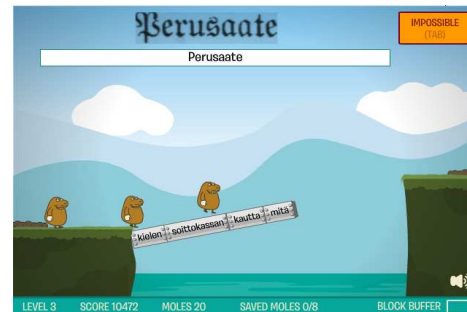 Perusaate
IMPOSSIBLE
(TAB)
Perusaate
kielen soittokassan kautta mitä
LEVEL 3 SCORE 10472 MOLES 20 SAVED MOLES 0/8 BLOCK BUFFER